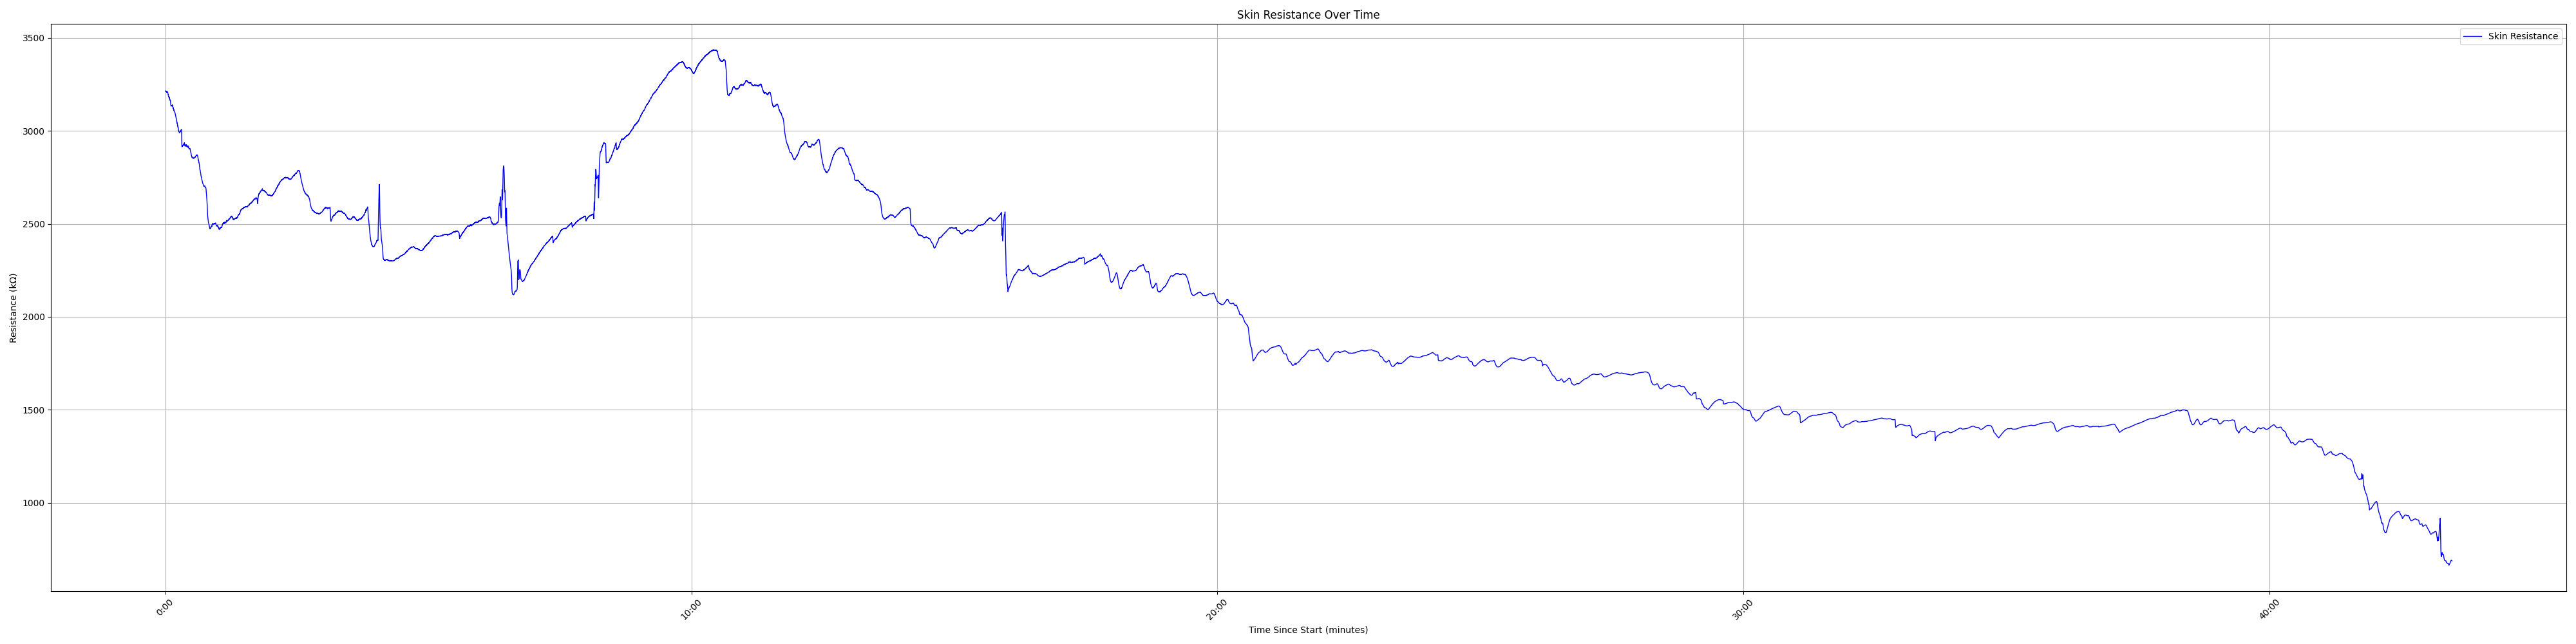 Skin Resistance Over Time
Skin Resistance
Resistance (kΩ)
3500
3000
2500
2000
1500
1000
0:00
10:00
20:00
30:00
40:00
Time Since Start (minutes)